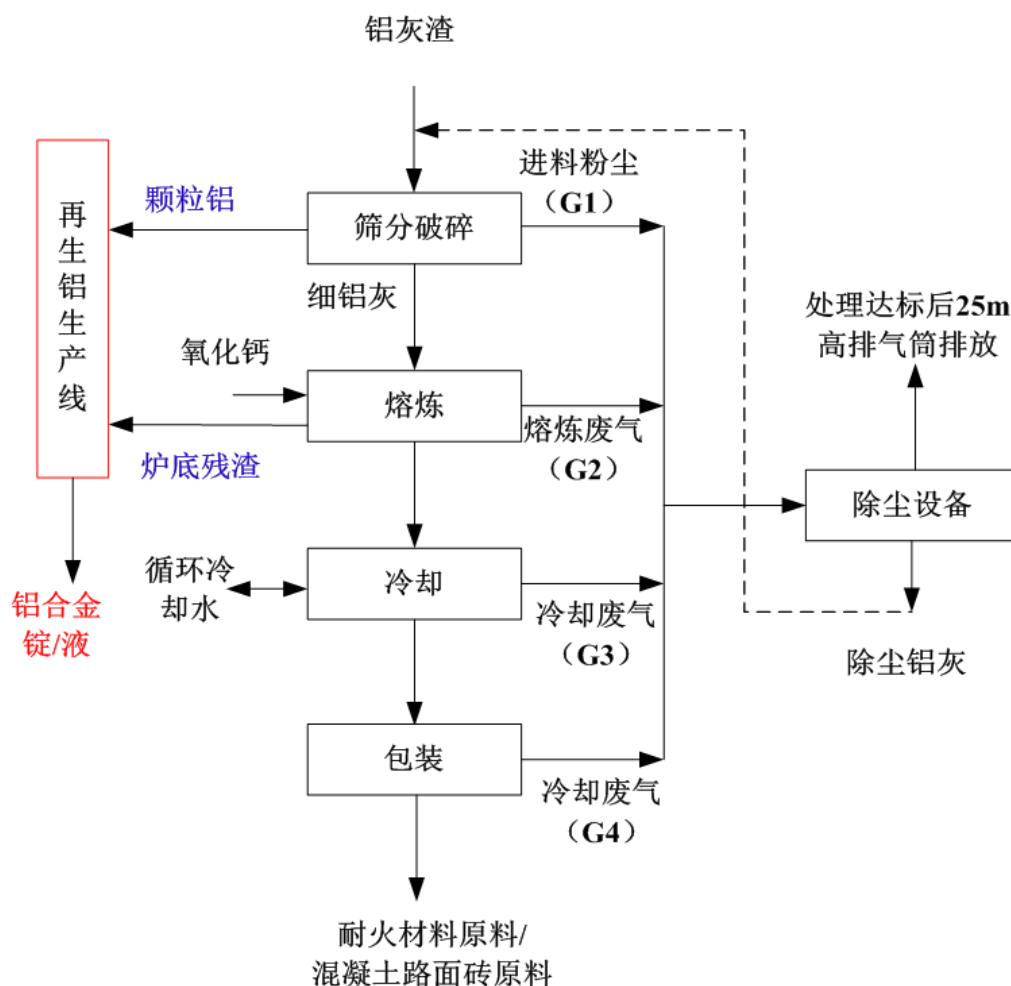 铝灰渣
进料粉尘
（G1）
颗粒铝
筛分破碎
再生铝生产线
细铝灰
处理达标后25m
高排气筒排放
氧化钙
熔炼
熔炼废气
（G2）
炉底残渣
除尘设备
循环冷
却水
冷却
冷却废气
（G3）
铝合金
锭/液
除尘铝灰
包装
冷却废气
（G4）
耐火材料原料/
混凝土路面砖原料